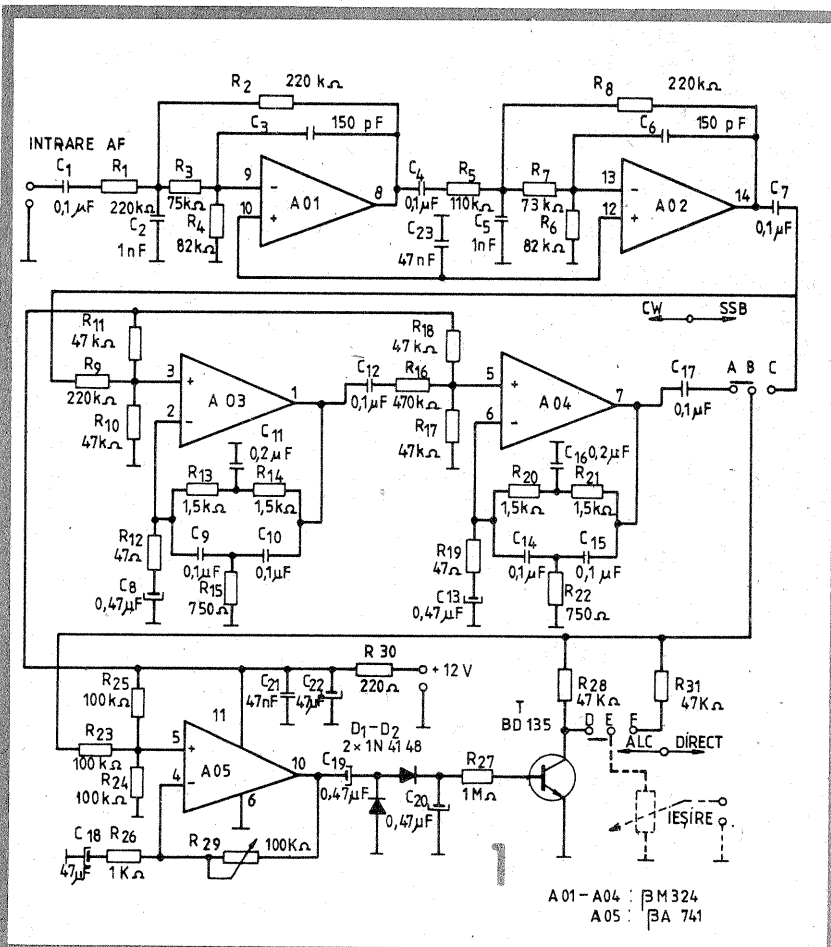 R2 220 kΩ
R8 220kΩ
C3 150 pF
C6 150 pF
INTRARE AF
C1 0,1µF
R1 220kΩ
R3 75kΩ
9
10
8
A01
C2 1nF
R4 82kΩ
C4 0,1µF
R5 110kΩ
C23 47nF
C5 1nF
R7 73kΩ
R6 82kΩ
13
12
14
A02
C7 0,1µF
CW SSB
R11 47kΩ
R9 220kΩ
R10 47kΩ
3
2
1
A 03
C12 0,1µF
R16 470kΩ
R18 47kΩ
R17 47kΩ
5
6
7
A04
C17 0,1µF
A B C
C11 0,2µF
R13 1,5kΩ
R14 1,5kΩ
R12 47Ω
C9 0,1µF
C10 0,1µF
C8 0,47µF
R15 750Ω
C16 0,2µF
R20 1,5kΩ
R21 1,5kΩ
R19 47Ω
C14 0,1µF
C15 0,1µF
C13 0,47µF
R22 750Ω
R 30 220Ω
+ 12 V
R25 100kΩ
C21 47nF
C22 47µF
R28 47KΩ
R31 47KΩ
R23 100kΩ
R24 100kΩ
11
5
4
10
6
A05
D1-D2
2×1N 4148
C19 0,47µF
C20 0,47µF
R27 1MΩ
T
BD 135
D E F
ALC DIRECT
IEŞIRE
C18 47µF
R26 1KΩ
R29 100KΩ
1
A01-A04 : βM324
A05 : βA 741